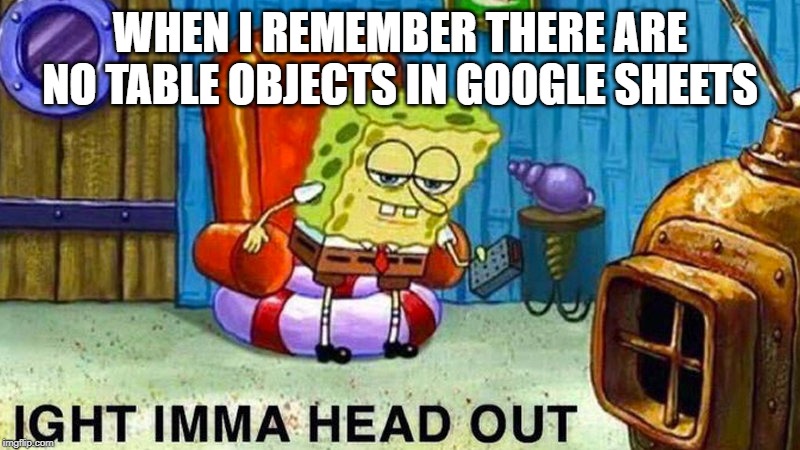 WHEN I REMEMBER THERE ARE
NO TABLE OBJECTS IN GOOGLE SHEETS
IGHT IMMA HEAD OUT
imgflip.com